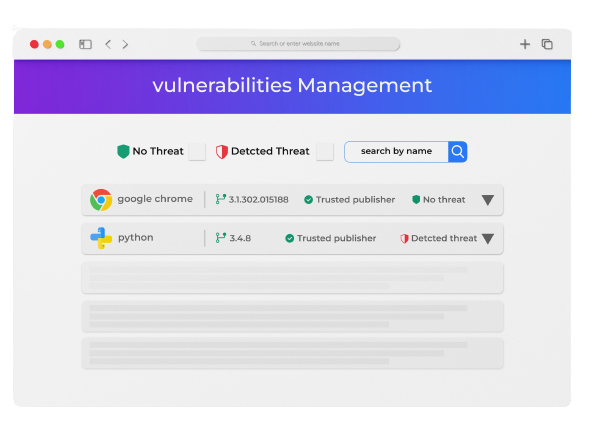 Search or enter website name
vulnerabilities Management
No Threat Detcted Threat search by name
google chrome 3.1.302.015188 Trusted publisher No threat
python 3.4.8 Trusted publisher Detcted threat